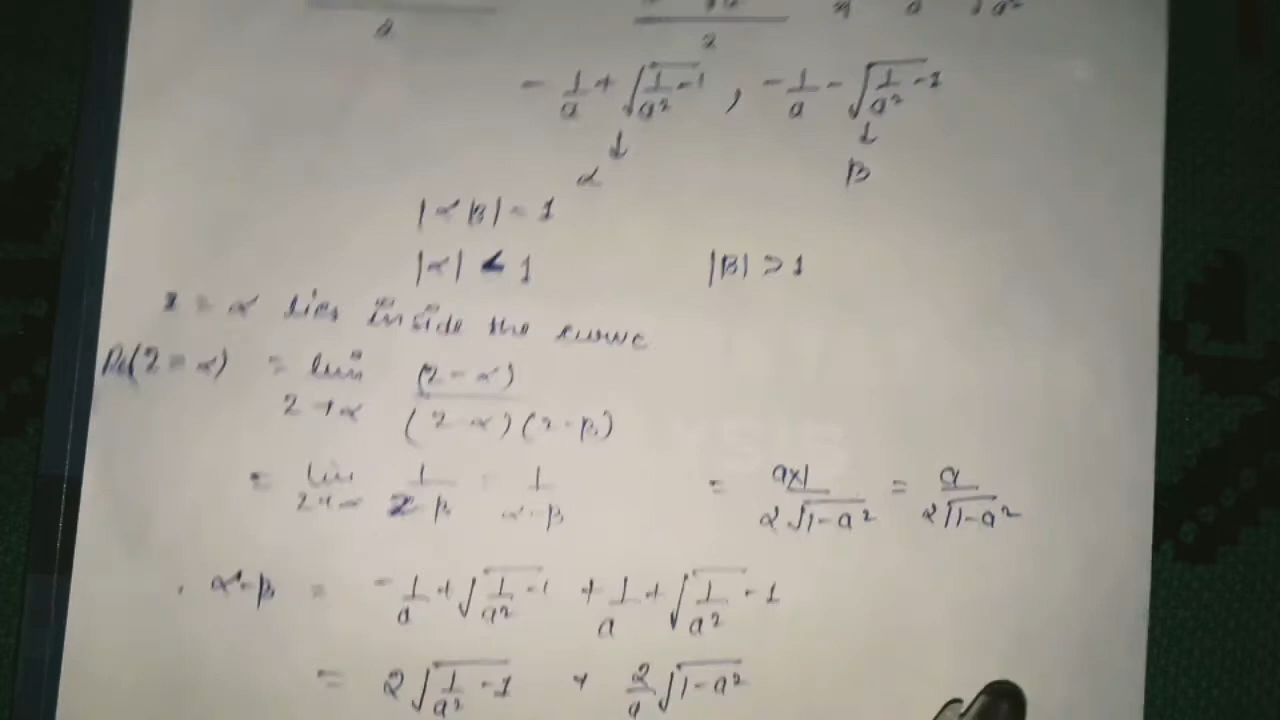 a
2
- 1/a + √(1/a² - 1) , - 1/a - √(1/a² - 1)
↓ ↓
α β
|αβ| = 1
|α| < 1 |β| > 1
z = α lies inside the curve
(z = α) = lim (z - α) / (z - α)(z - β)
z → α
= lim z→α 1/(z - β) = 1/(α - β) = a×1 / 2√(1-a²) = a / 2√(1-a²)
α - β = - 1/a + √(1/a² - 1) + 1/a + √(1/a² - 1)
= 2√(1/a² - 1) 2/a √(1-a²)